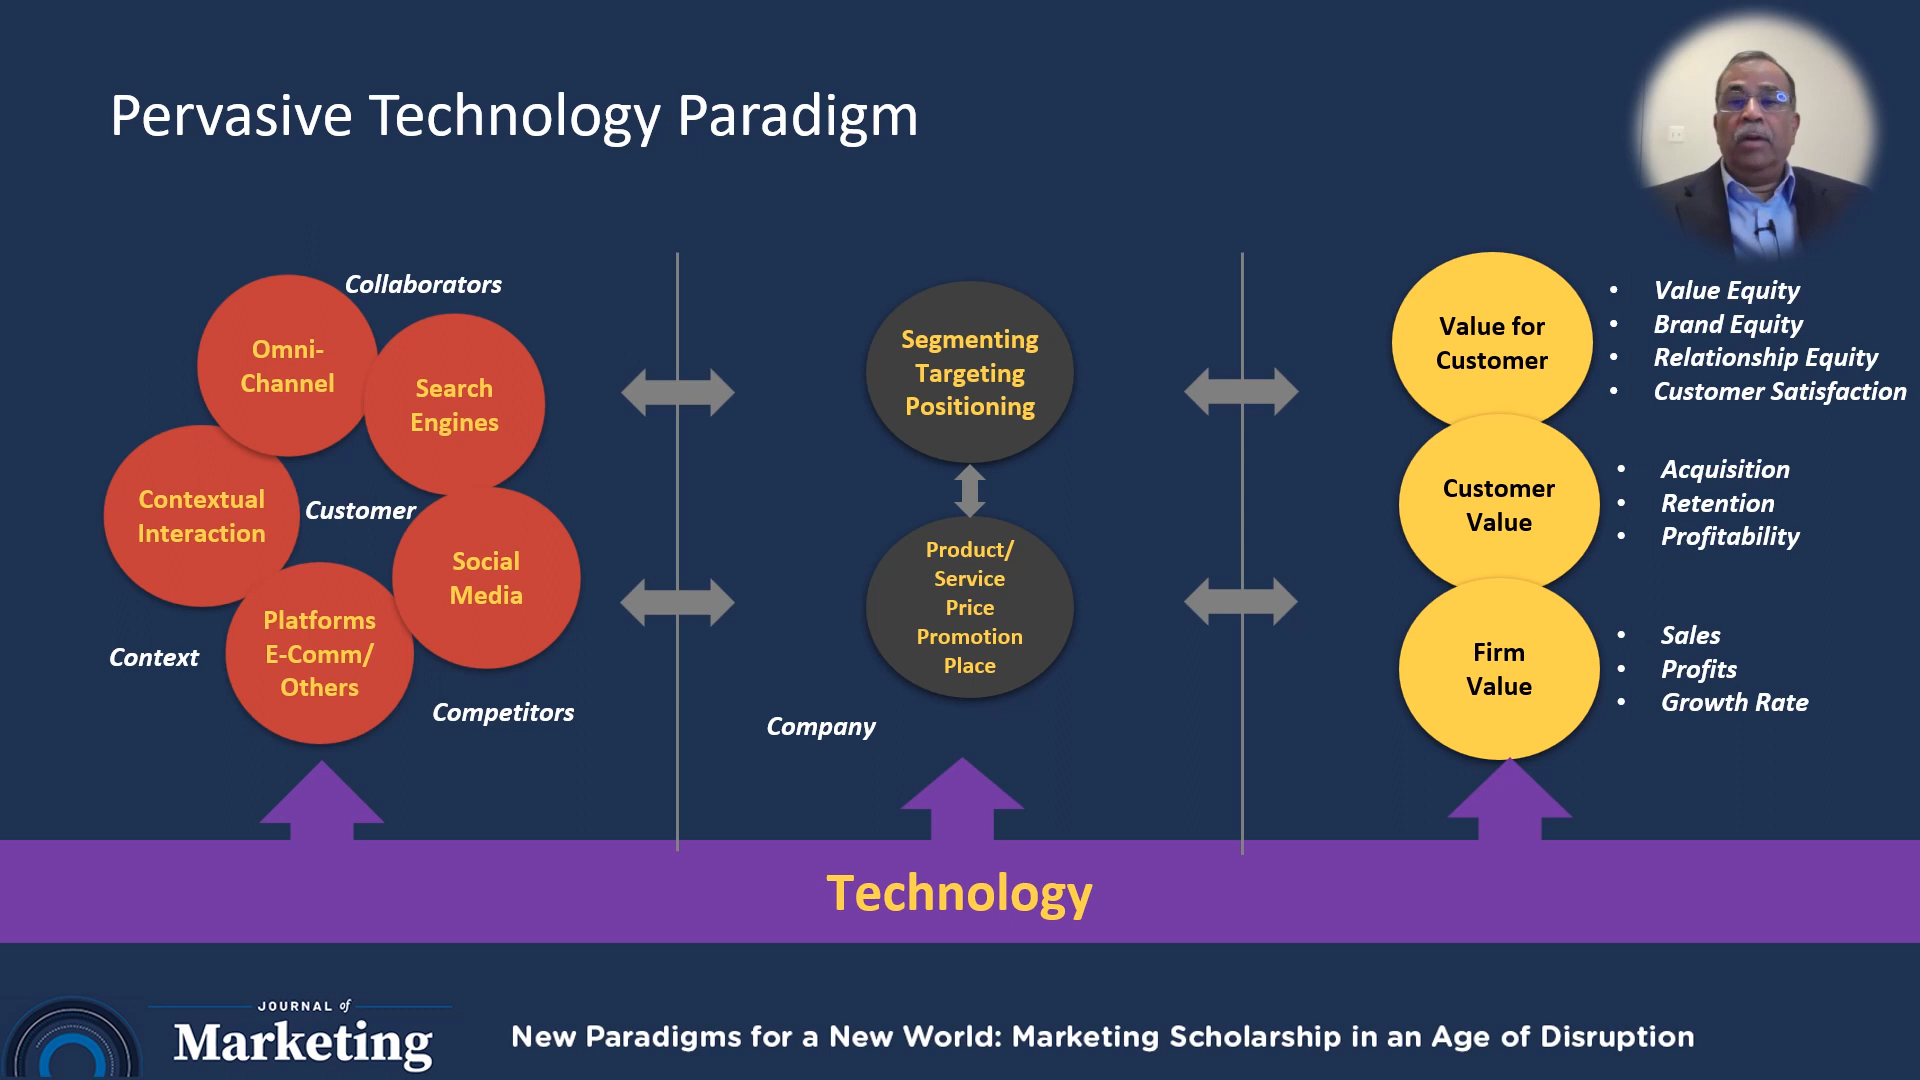 Pervasive Technology Paradigm
Collaborators
Omni-
Channel
Search
Engines
Contextual
Interaction
Customer
Social
Media
Platforms
E-Comm/
Others
Context
Competitors
Segmenting
Targeting
Positioning
Product/
Service
Price
Promotion
Place
Company
Value for
Customer
• Value Equity
• Brand Equity
• Relationship Equity
• Customer Satisfaction
Customer
Value
• Acquisition
• Retention
• Profitability
Firm
Value
• Sales
• Profits
• Growth Rate
Technology
JOURNAL of
Marketing
New Paradigms for a New World: Marketing Scholarship in an Age of Disruption